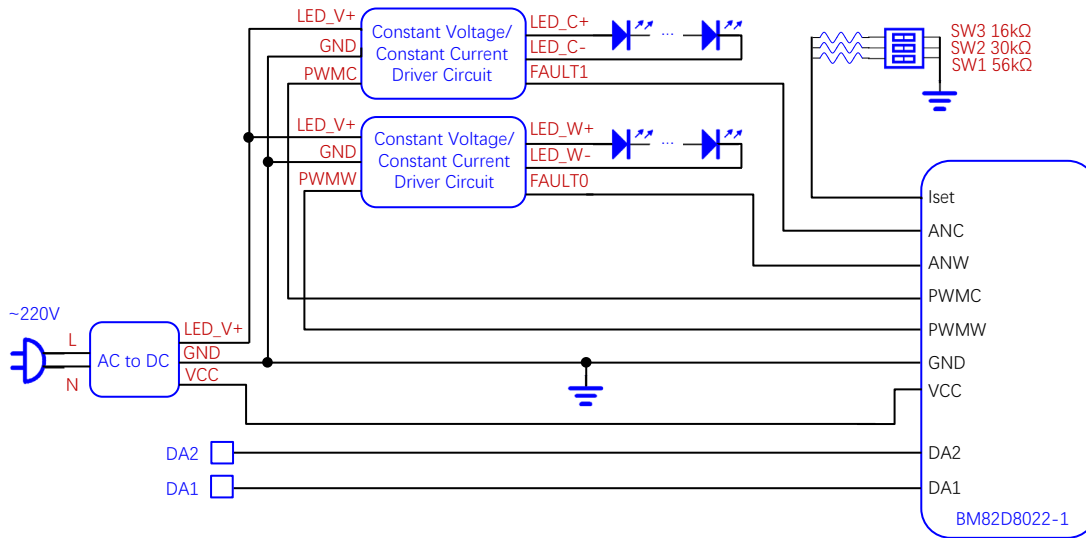 LED_V+
GND
PWMC
Constant Voltage/
Constant Current
Driver Circuit
LED_C+
LED_C-
FAULT1
...
SW3 16kΩ
SW2 30kΩ
SW1 56kΩ
LED_V+
GND
PWMW
Constant Voltage/
Constant Current
Driver Circuit
LED_W+
LED_W-
FAULT0
...
Iset
ANC
ANW
PWMC
PWMW
GND
VCC
DA2
DA1
BM82D8022-1
~220V
L
N
AC to DC
LED_V+
GND
VCC
DA2
DA1